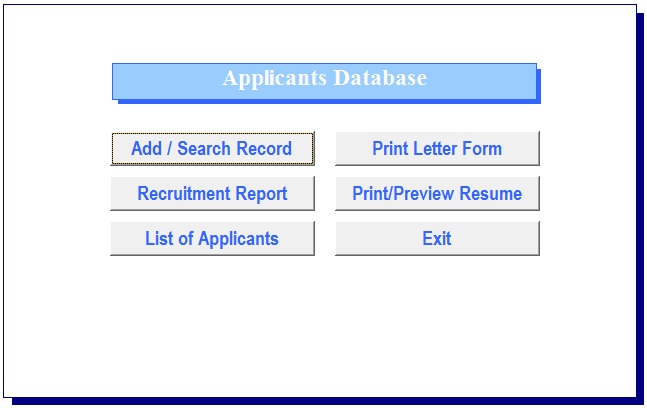 Applicants Database
Add / Search Record
Print Letter Form
Recruitment Report
Print/Preview Resume
List of Applicants
Exit